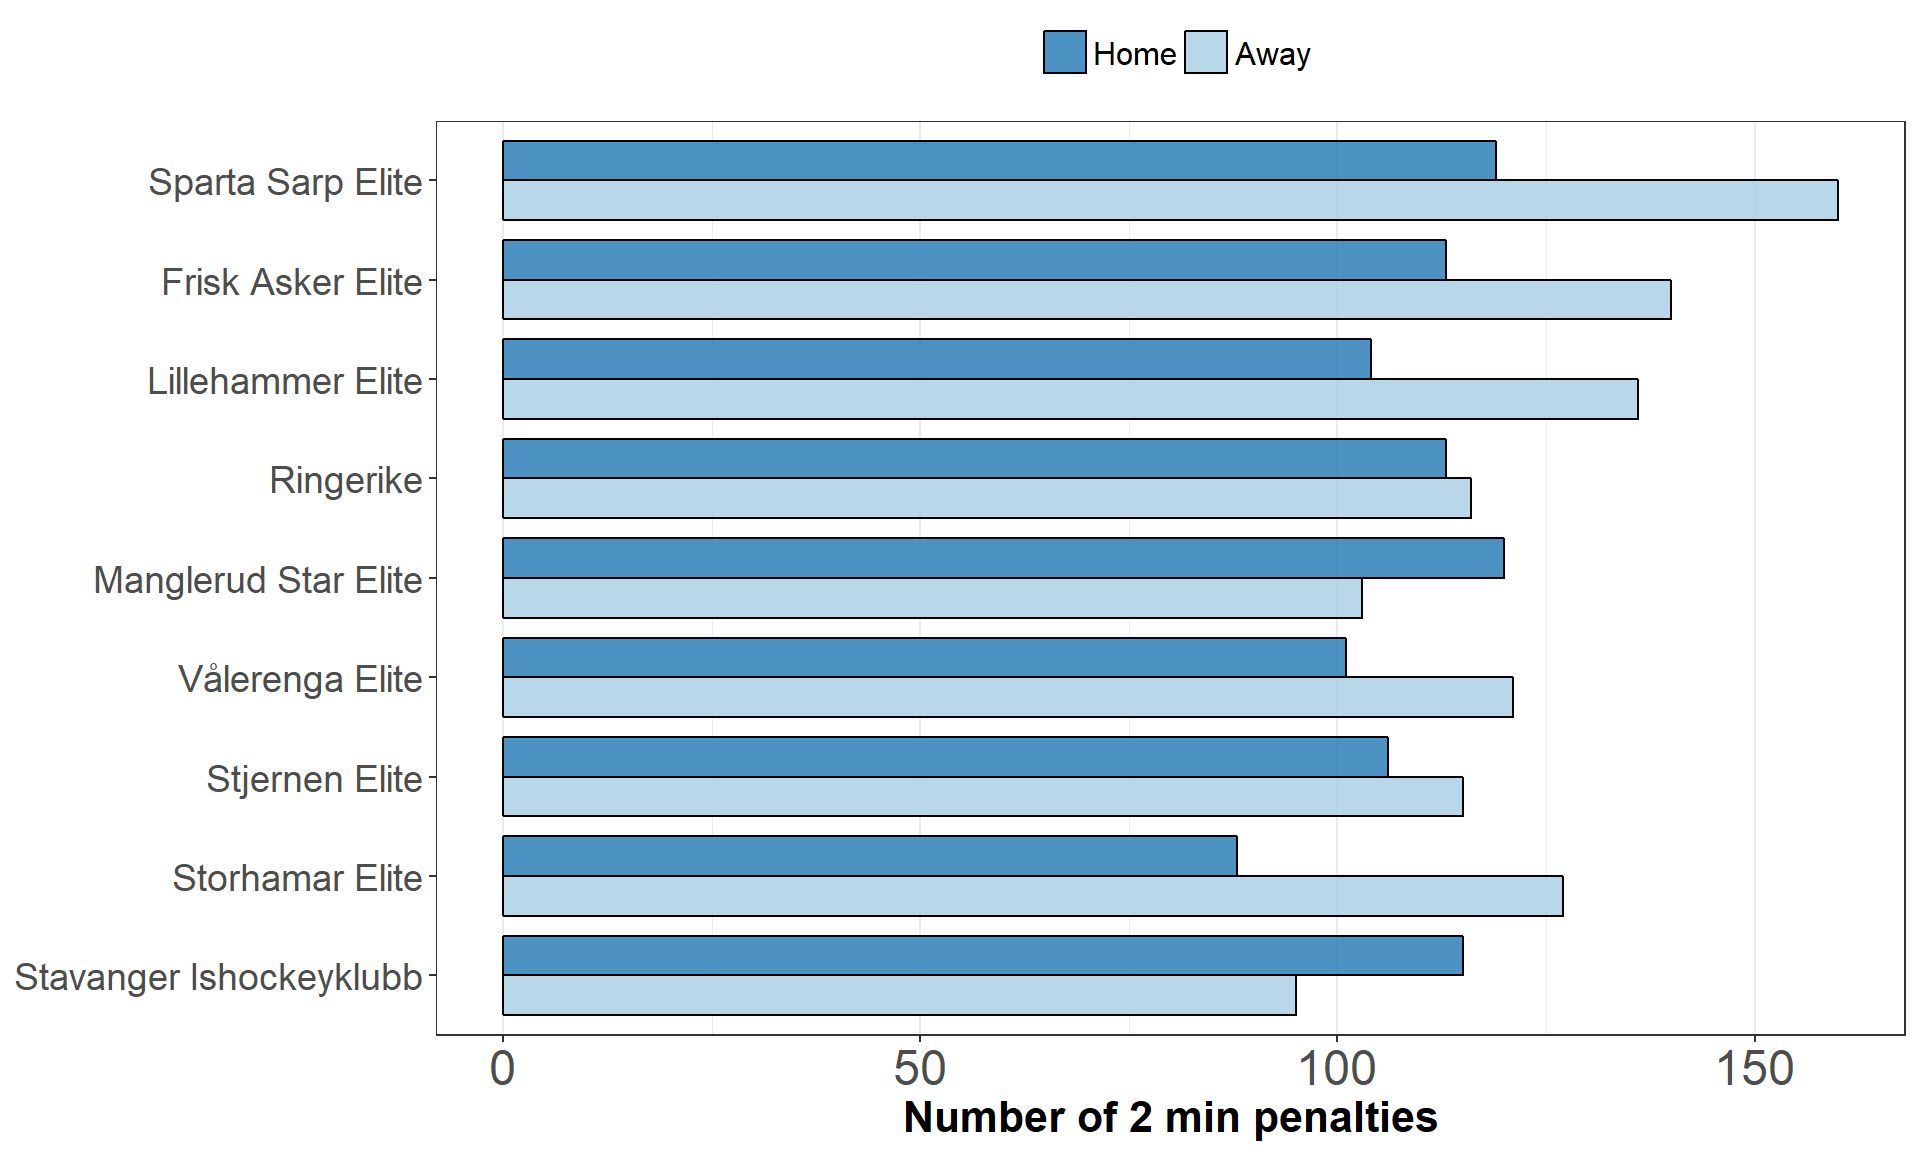 Home Away
Sparta Sarp Elite
Frisk Asker Elite
Lillehammer Elite
Ringerike
Manglerud Star Elite
Vålerenga Elite
Stjernen Elite
Storhamar Elite
Stavanger Ishockeyklubb
0 50 100 150
Number of 2 min penalties